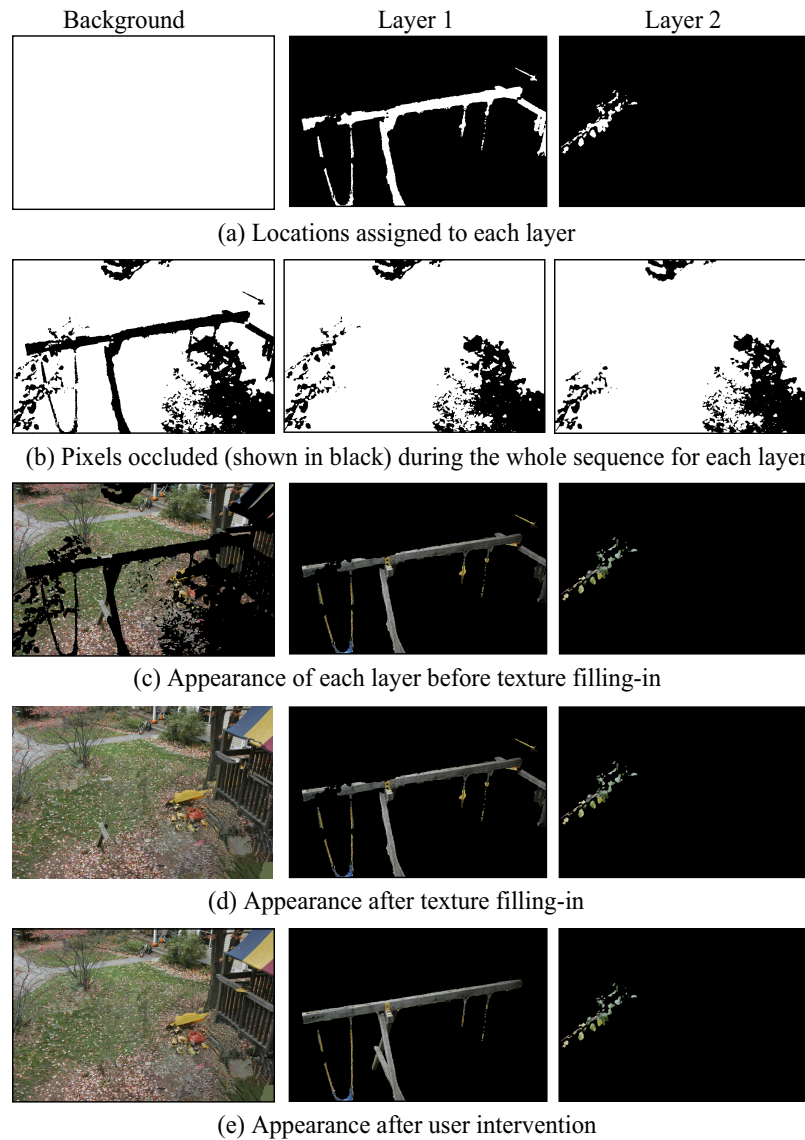 Background Layer 1 Layer 2
(a) Locations assigned to each layer
(b) Pixels occluded (shown in black) during the whole sequence for each layer
(c) Appearance of each layer before texture filling-in
(d) Appearance after texture filling-in
(e) Appearance after user intervention